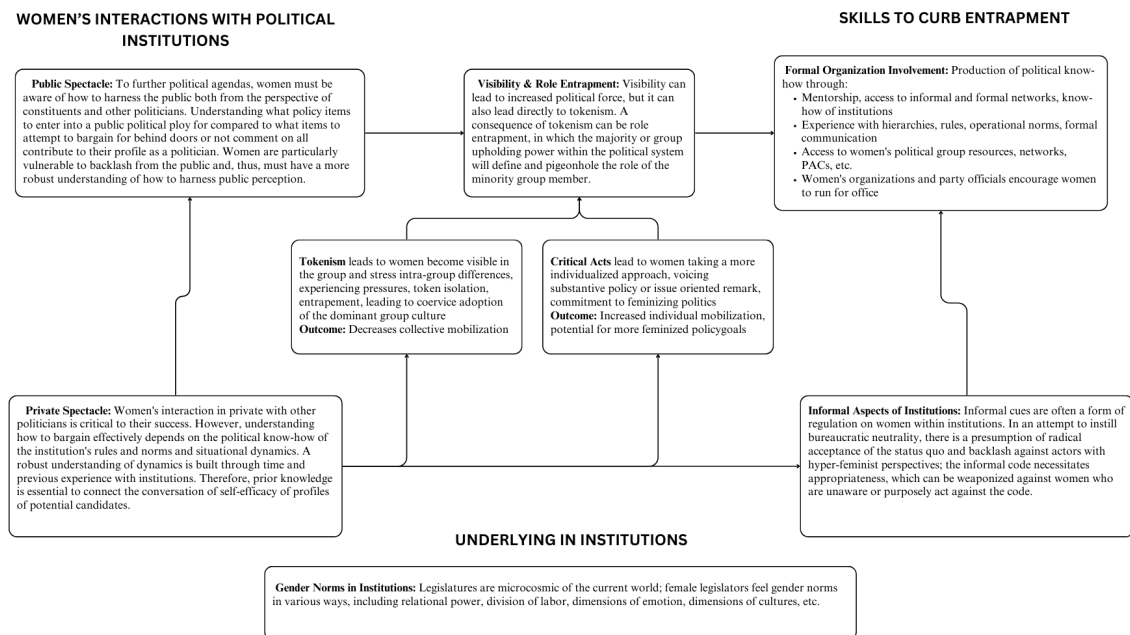 WOMEN'S INTERACTIONS WITH POLITICAL
INSTITUTIONS
SKILLS TO CURB ENTRAPMENT
Public Spectacle: To further political agendas, women must be
aware of how to harness the public both from the perspective of
constituents and other politicians. Understanding what policy items
to enter into a public political ploy for compared to what items to
attempt to bargain for behind doors or not comment on all
contribute to their profile as a politician. Women are particularly
vulnerable to backlash from the public and, thus, must have a more
robust understanding of how to harness public perception.
Visibility & Role Entrapment: Visibility can
lead to increased political force, but it can
also lead directly to tokenism. A
consequence of tokenism can be role
entrapment, in which the majority or group
upholding power within the political system
will define and pigeonhole the role of the
minority group member.
Formal Organization Involvement: Production of political know-
how through:
• Mentorship, access to informal and formal networks, know-
how of institutions
• Experience with hierarchies, rules, operational norms, formal
communication
• Access to women's political group resources, networks,
PACs, etc.
• Women's organizations and party officials encourage women
to run for office
Tokenism leads to women become visible in
the group and stress intra-group differences,
experiencing pressures, token isolation,
entrapement, leading to coervice adoption
of the dominant group culture
Outcome: Decreases collective mobilization
Critical Acts lead to women taking a more
individualized approach, voicing
substantive policy or issue oriented remark,
commitment to feminizing politics
Outcome: Increased individual mobilization,
potential for more feminized policygoals
Private Spectacle: Women's interaction in private with other
politicians is critical to their success. However, understanding
how to bargain effectively depends on the political know-how of
the institution's rules and norms and situational dynamics. A
robust understanding of dynamics is built through time and
previous experience with institutions. Therefore, prior knowledge
is essential to connect the conversation of self-efficacy of profiles
of potential candidates.
Informal Aspects of Institutions: Informal cues are often a form of
regulation on women within institutions. In an attempt to instill
bureaucratic neutrality, there is a presumption of radical
acceptance of the status quo and backlash against actors with
hyper-feminist perspectives; the informal code necessitates
appropriateness, which can be weaponized against women who
are unaware or purposely act against the code.
UNDERLYING IN INSTITUTIONS
Gender Norms in Institutions: Legislatures are microcosmic of the current world; female legislators feel gender norms
in various ways, including relational power, division of labor, dimensions of emotion, dimensions of cultures, etc.